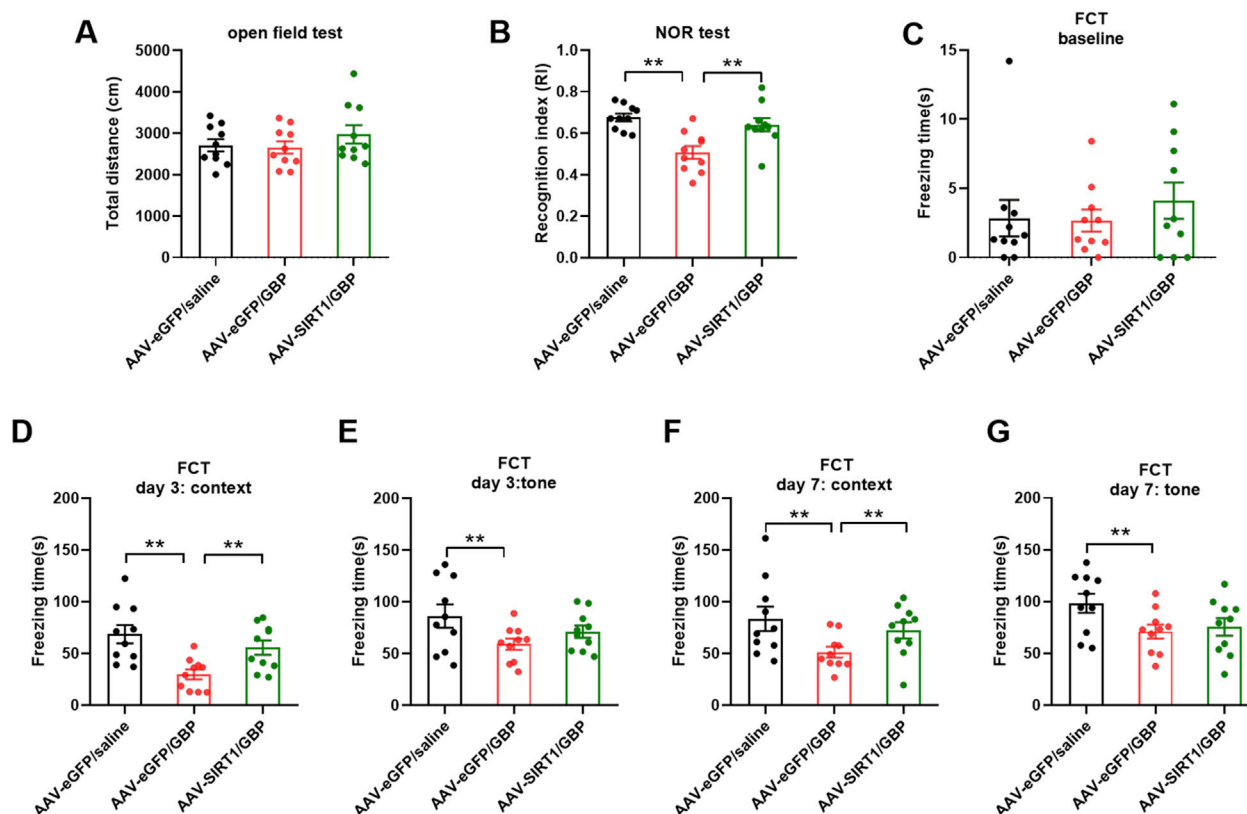 A
open field test
Total distance (cm)
5000
4000
3000
2000
1000
0
AAV-eGFP/saline
AAV-eGFP/GBP
AAV-SIRT1/GBP
B
NOR test
Recognition index (RI)
1.0
0.8
0.6
0.4
0.2
0.0
**
**
AAV-eGFP/saline
AAV-eGFP/GBP
AAV-SIRT1/GBP
C
FCT
baseline
Freezing time(s)
15
10
5
0
AAV-eGFP/saline
AAV-eGFP/GBP
AAV-SIRT1/GBP
D
FCT
day 3: context
Freezing time(s)
200
150
100
50
0
**
**
AAV-eGFP/saline
AAV-eGFP/GBP
AAV-SIRT1/GBP
E
FCT
day 3:tone
Freezing time(s)
200
150
100
50
0
**
AAV-eGFP/saline
AAV-eGFP/GBP
AAV-SIRT1/GBP
F
FCT
day 7: context
Freezing time(s)
200
150
100
50
0
**
**
AAV-eGFP/saline
AAV-eGFP/GBP
AAV-SIRT1/GBP
G
FCT
day 7: tone
Freezing time(s)
200
150
100
50
0
**
AAV-eGFP/saline
AAV-eGFP/GBP
AAV-SIRT1/GBP